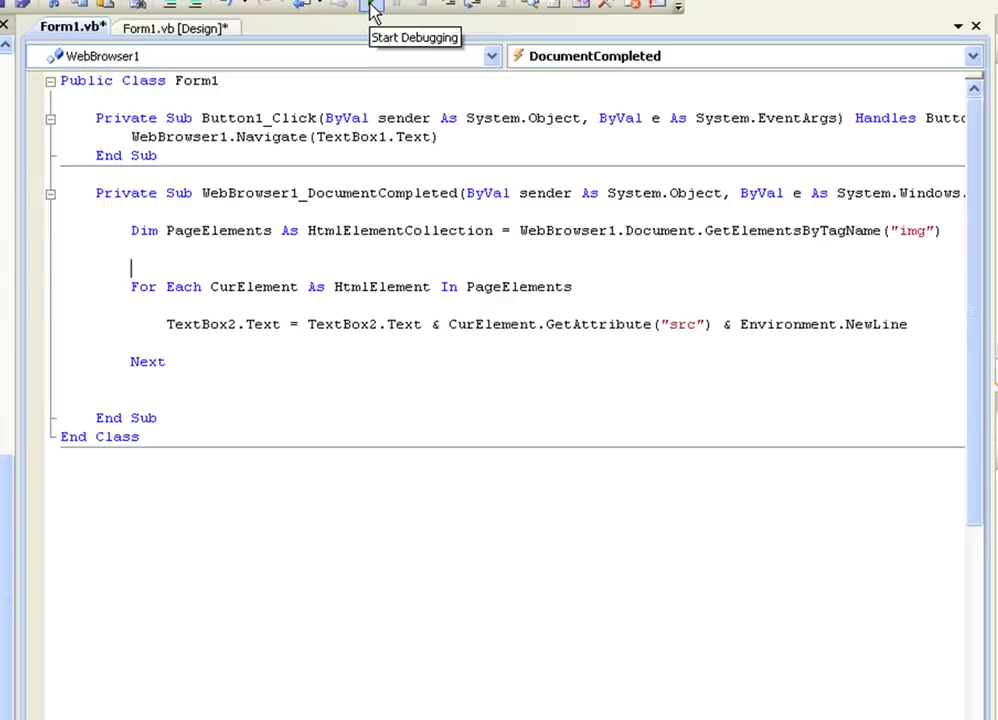 Form1.vb* Form1.vb [Design]*
Start Debugging
WebBrowser1 DocumentCompleted
Public Class Form1
Private Sub Button1_Click(ByVal sender As System.Object, ByVal e As System.EventArgs) Handles Butto
WebBrowser1.Navigate(TextBox1.Text)
End Sub
Private Sub WebBrowser1_DocumentCompleted(ByVal sender As System.Object, ByVal e As System.Windows.
Dim PageElements As HtmlElementCollection = WebBrowser1.Document.GetElementsByTagName("img")
For Each CurElement As HtmlElement In PageElements
TextBox2.Text = TextBox2.Text & CurElement.GetAttribute("src") & Environment.NewLine
Next
End Sub
End Class